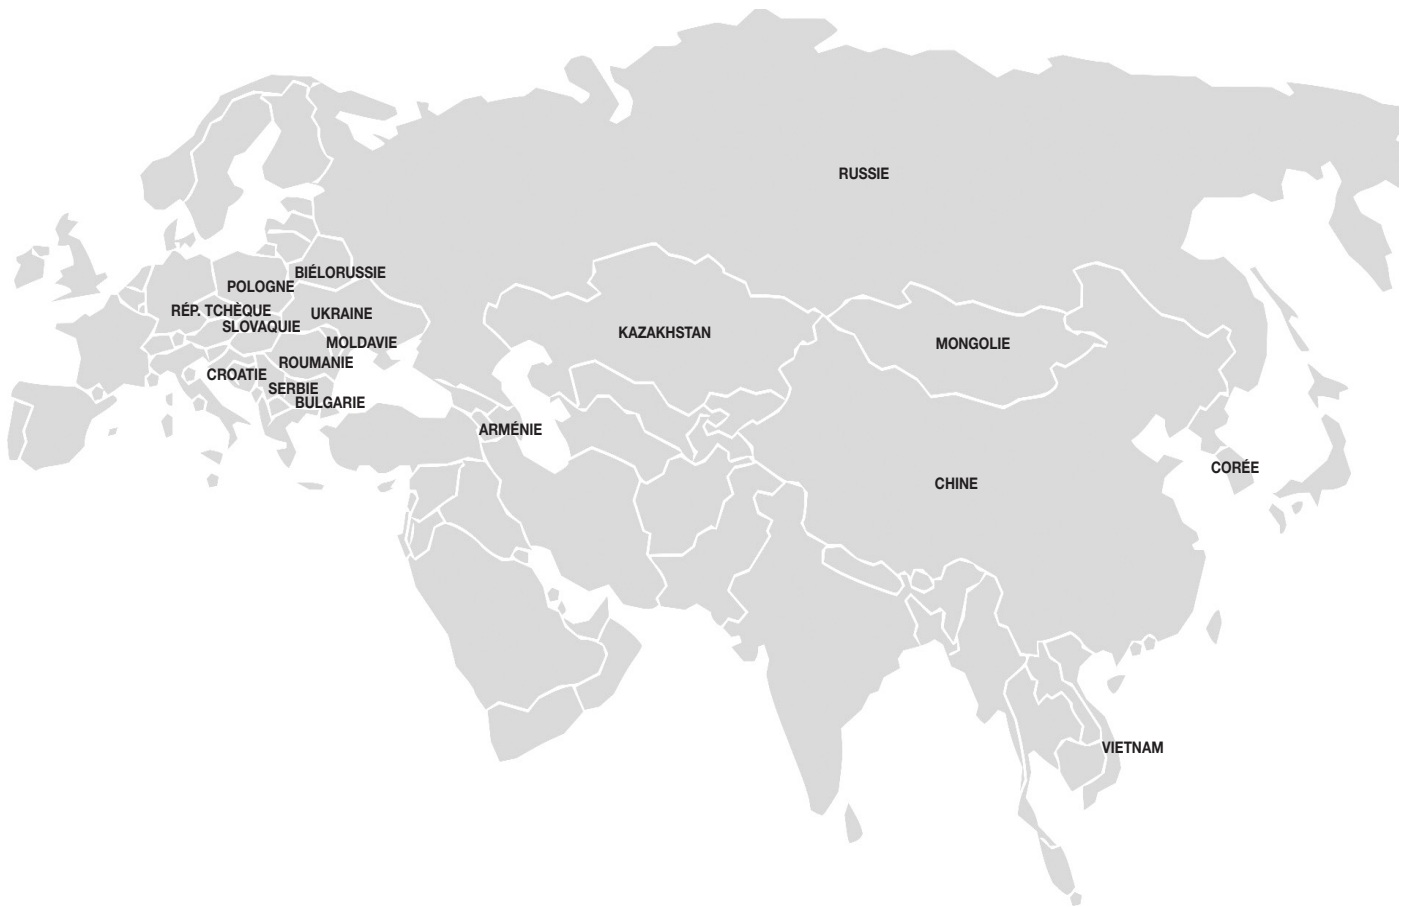 RUSSIE
BIÉLORUSSIE
POLOGNE
RÉP. TCHÈQUE
UKRAINE
SLOVAQUIE
KAZAKHSTAN
MOLDAVIE
MONGOLIE
ROUMANIE
CROATIE
SERBIE
BULGARIE
ARMÉNIE
CORÉE
CHINE
VIETNAM